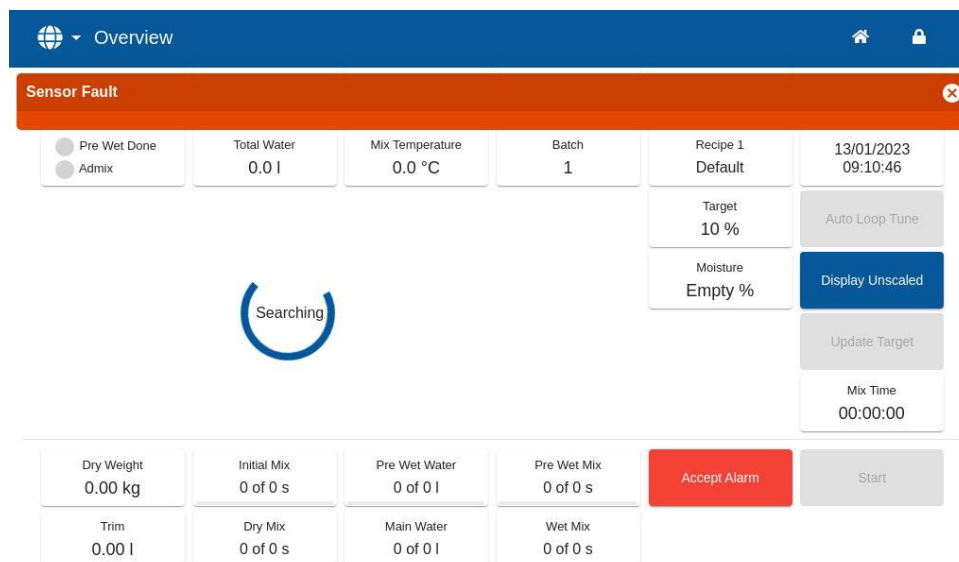 Overview
Sensor Fault
Pre Wet Done
Admix
Total Water
0.0 l
Mix Temperature
0.0 °C
Batch
1
Recipe 1
Default
13/01/2023
09:10:46
Target
10 %
Auto Loop Tune
Moisture
Empty %
Display Unscaled
Searching
Update Target
Mix Time
00:00:00
Dry Weight
0.00 kg
Initial Mix
0 of 0 s
Pre Wet Water
0 of 0 l
Pre Wet Mix
0 of 0 s
Accept Alarm
Start
Trim
0.00 l
Dry Mix
0 of 0 s
Main Water
0 of 0 l
Wet Mix
0 of 0 s